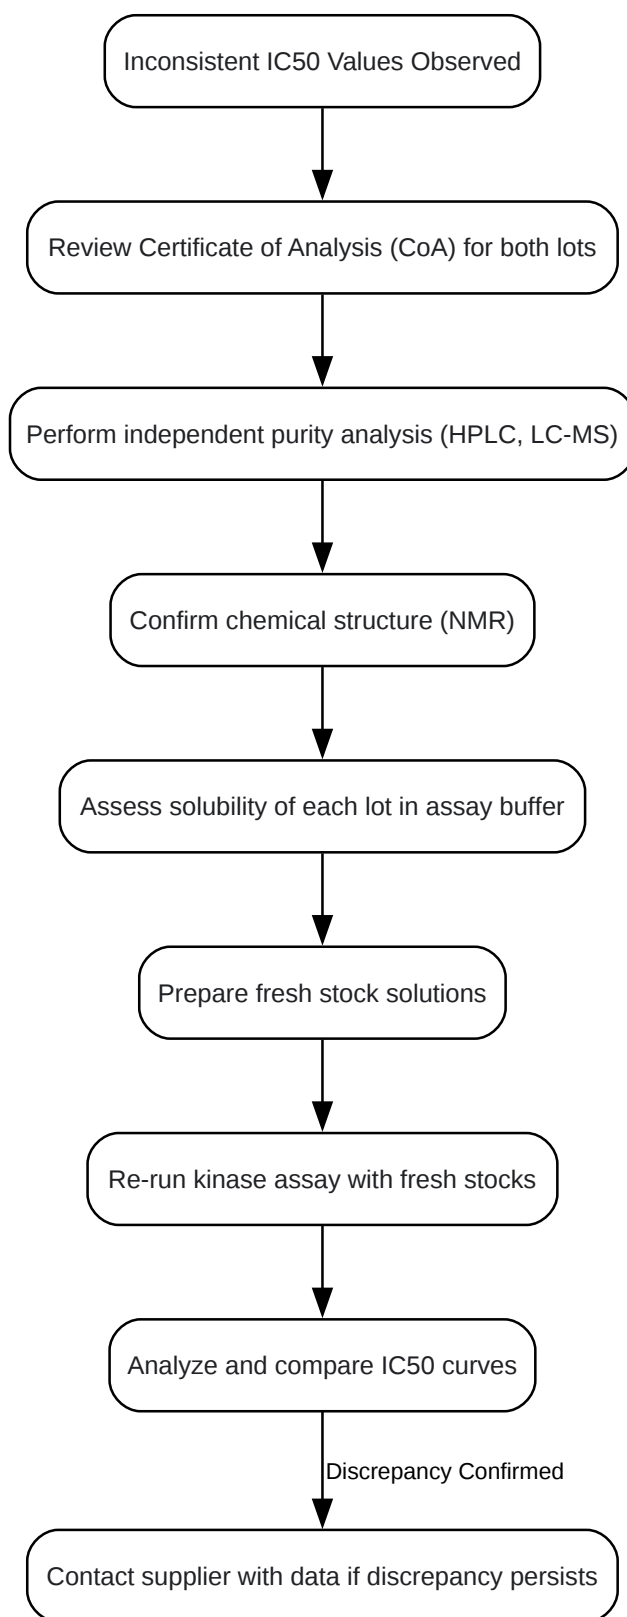 Inconsistent IC50 Values Observed
Review Certificate of Analysis (CoA) for both lots
Perform independent purity analysis (HPLC, LC-MS)
Confirm chemical structure (NMR)
Assess solubility of each lot in assay buffer
Prepare fresh stock solutions
Re-run kinase assay with fresh stocks
Analyze and compare IC50 curves
Discrepancy Confirmed
Contact supplier with data if discrepancy persists